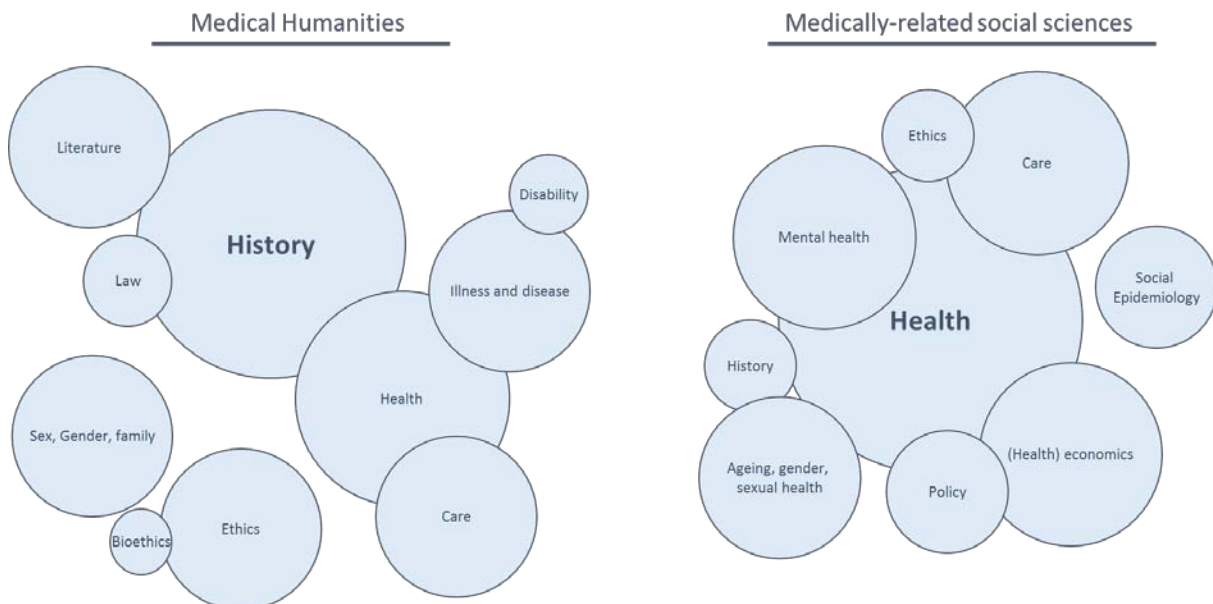 Medical Humanities
Literature
History
Disability
Law
Illness and disease
Health
Sex, Gender, family
Ethics
Care
Bioethics
Medically-related social sciences
Ethics
Care
Mental health
Social
Epidemiology
Health
History
(Health) economics
Ageing, gender,
sexual health
Policy